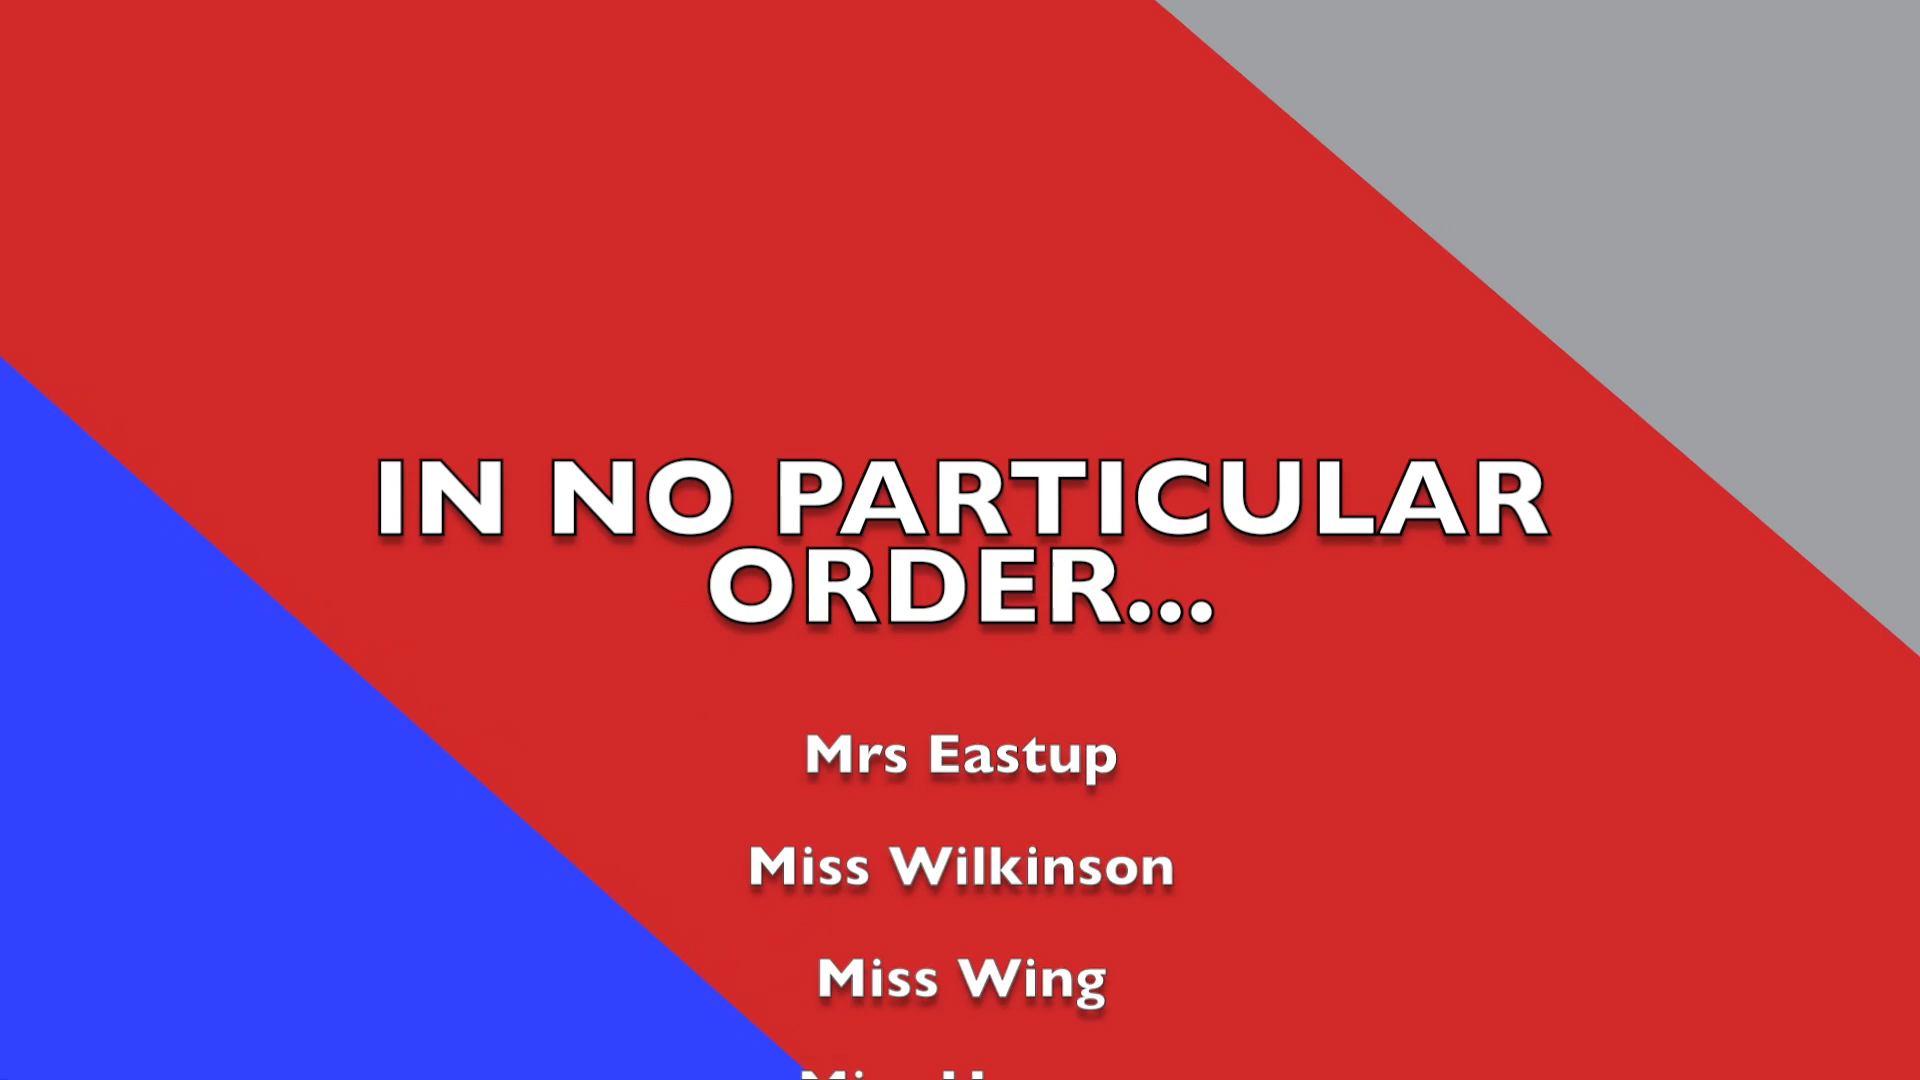 IN NO PARTICULAR
ORDER...
Mrs Eastup
Miss Wilkinson
Miss Wing